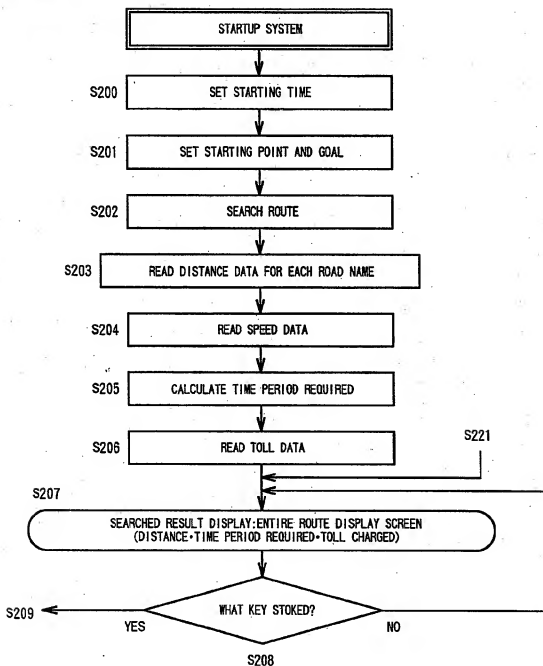 STARTUP SYSTEM
S200
SET STARTING TIME
S201
SET STARTING POINT AND GOAL
S202
SEARCH ROUTE
S203
READ DISTANCE DATA FOR EACH ROAD NAME
S204
READ SPEED DATA
S205
CALCULATE TIME PERIOD REQUIRED
S206
READ TOLL DATA
S221
S207
SEARCHED RESULT DISPLAY:ENTIRE ROUTE DISPLAY SCREEN
(DISTANCE・TIME PERIOD REQUIRED・TOLL CHARGED)
S209
WHAT KEY STOKED?
YES
NO
S208